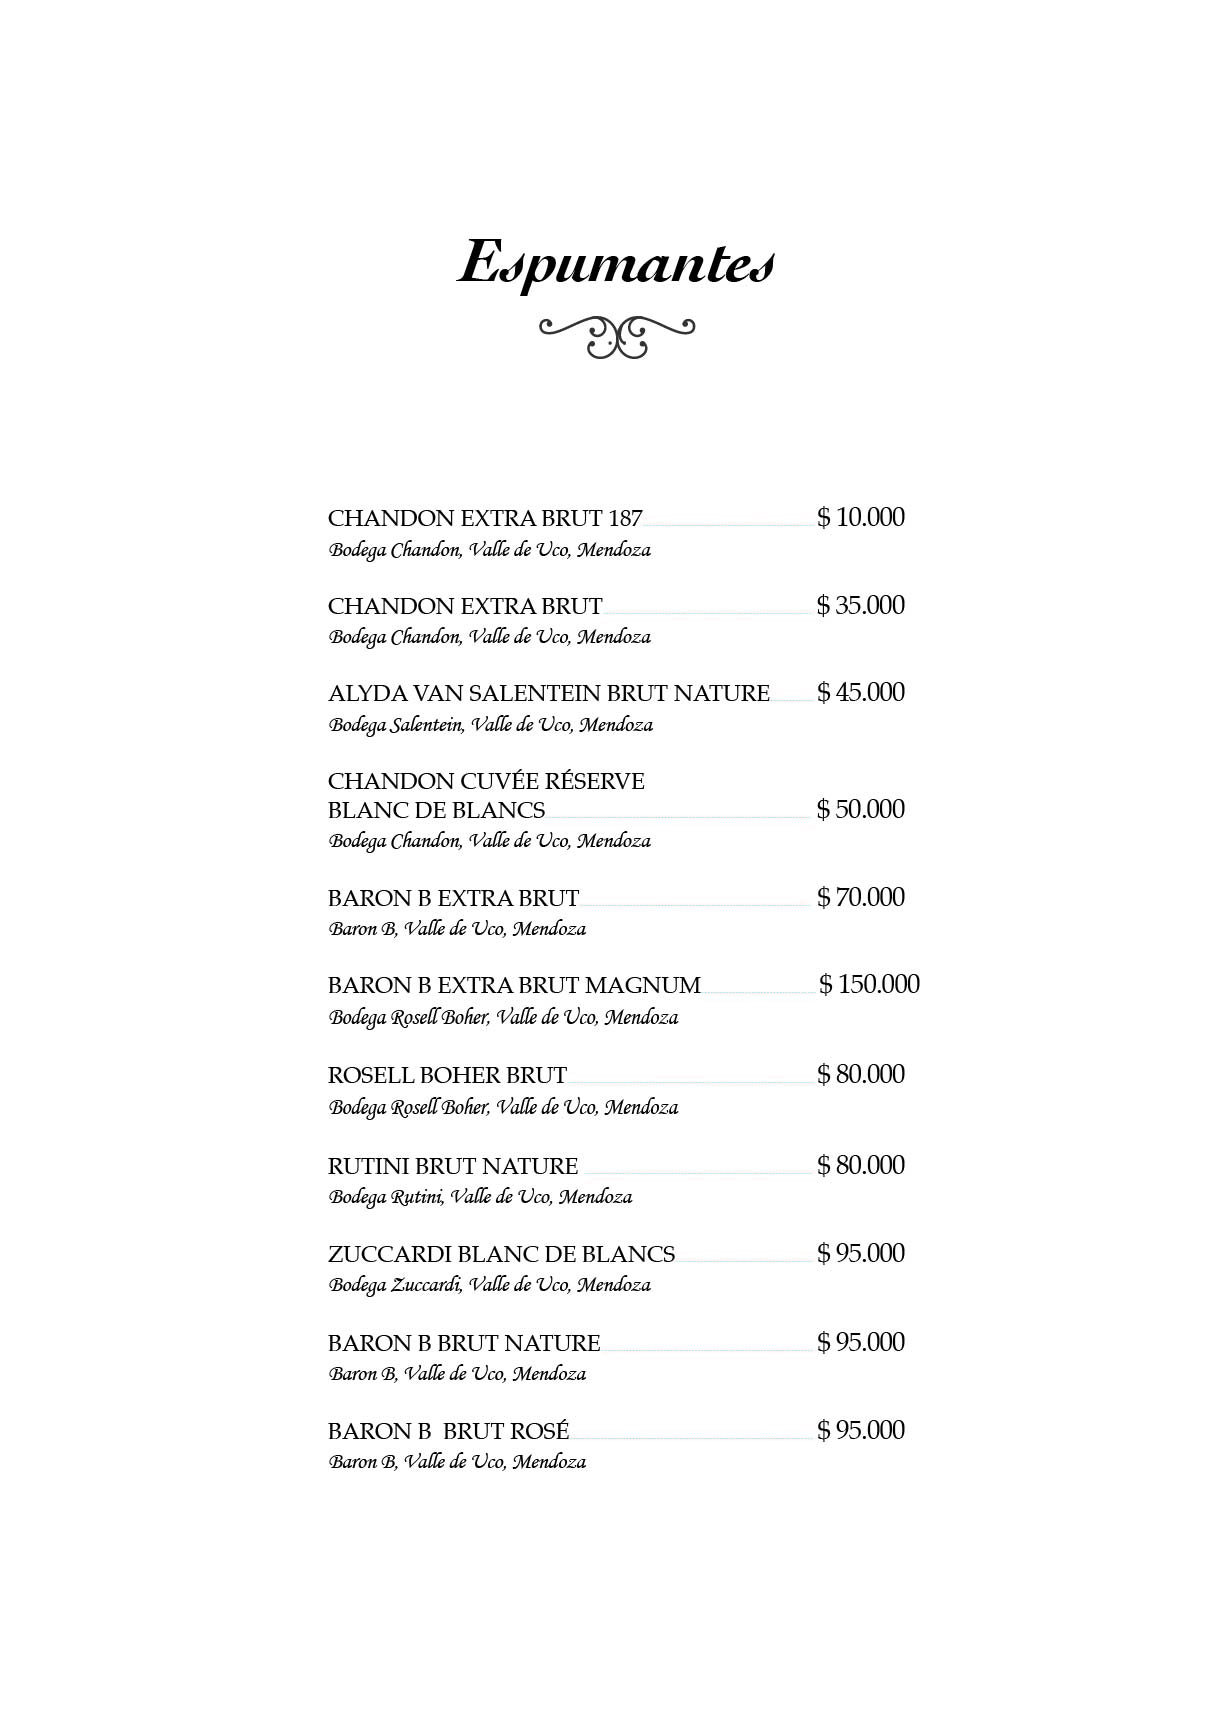 Espumantes
CHANDON EXTRA BRUT 187 $ 10.000
Bodega Chandon, Valle de Uco, Mendoza
CHANDON EXTRA BRUT $ 35.000
Bodega Chandon, Valle de Uco, Mendoza
ALYDA VAN SALENTEIN BRUT NATURE $ 45.000
Bodega Salentein, Valle de Uco, Mendoza
CHANDON CUVÉE RÉSERVE
BLANC DE BLANCS $ 50.000
Bodega Chandon, Valle de Uco, Mendoza
BARON B EXTRA BRUT $ 70.000
Baron B, Valle de Uco, Mendoza
BARON B EXTRA BRUT MAGNUM $ 150.000
Bodega Rosell Boher, Valle de Uco, Mendoza
ROSELL BOHER BRUT $ 80.000
Bodega Rosell Boher, Valle de Uco, Mendoza
RUTINI BRUT NATURE $ 80.000
Bodega Rutini, Valle de Uco, Mendoza
ZUCCARDI BLANC DE BLANCS $ 95.000
Bodega Zuccardi, Valle de Uco, Mendoza
BARON B BRUT NATURE $ 95.000
Baron B, Valle de Uco, Mendoza
BARON B BRUT ROSÉ $ 95.000
Baron B, Valle de Uco, Mendoza